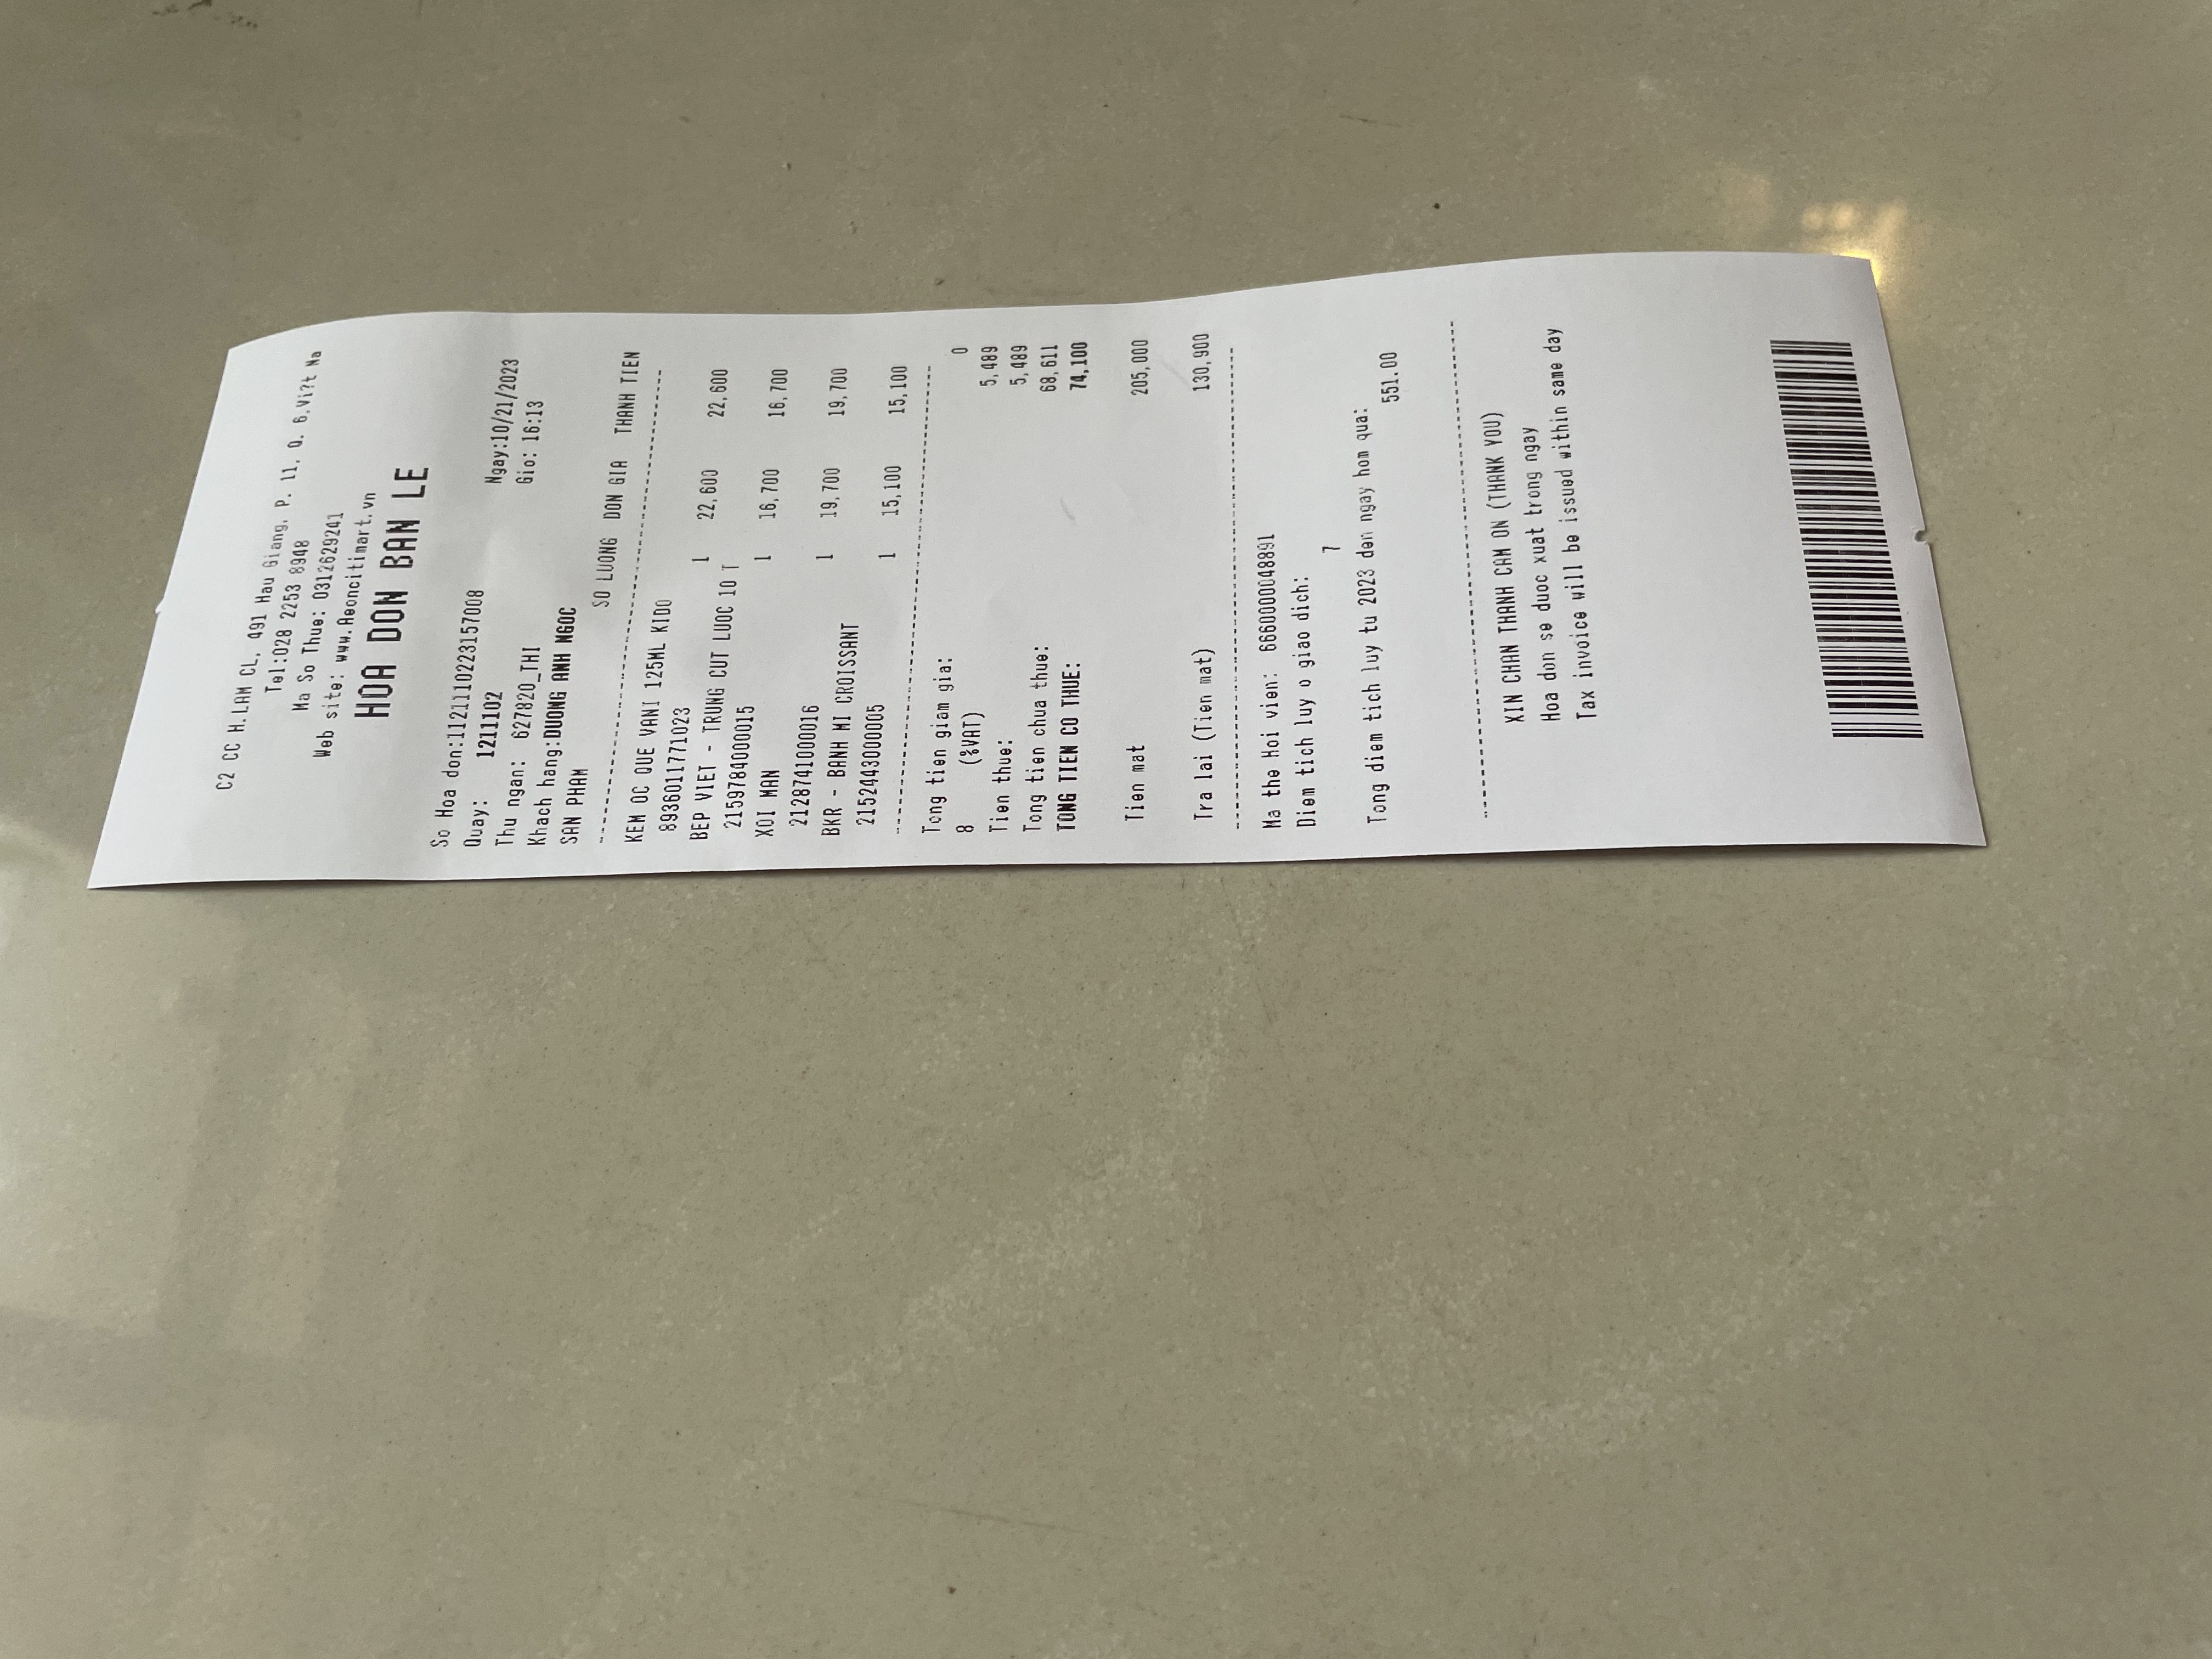 C2 CC H.LAM CL, 491 Hau Giang, P. 11, Q. 6,Vi?t Na
Tel:028 2253 8948
Ma So Thue: 0312629241
Web site: www.Aeoncitimart.vn
HOA DON BAN LE
So Hoa don:1121110223157008
Quay: 1211102 Ngay:10/21/2023
Thu ngan: 627820_THI Gio: 16:13
Khach hang:DUONG ANH NGOC
SAN PHAM SO LUONG DON GIA THANH TIEN
KEM OC QUE VANI 125ML KIDO
8936011771023 1 22,600 22,600
BEP VIET - TRUNG CUT LUOC 10 T
2159784000015 1 16,700 16,700
XOI MAN
2128741000016 1 19,700 19,700
BKR - BANH MI CROISSANT
2152443000005 1 15,100 15,100
Tong tien giam gia: 0
8 (%VAT) 5,489
Tien thue: 5,489
Tong tien chua thue: 68,611
TONG TIEN CO THUE: 74,100
Tien mat 205,000
Tra lai (Tien mat) 130,900
Ma the Hoi vien: 6660000048891
Diem tich luy o giao dich:
7
Tong diem tich luy tu 2023 den ngay hom qua:
551.00
XIN CHAN THANH CAM ON (THANK YOU)
Hoa don se duoc xuat trong ngay
Tax invoice will be issued within same day